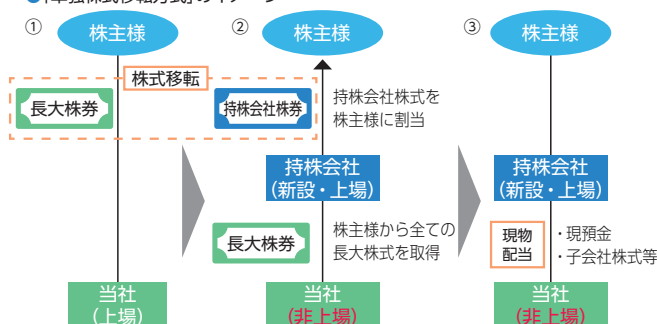 ●「単独株式移転方式」のイメージ
①
株主様
株式移転
長大株券
当社
(上場)
②
株主様
持株会社株券
持株会社株式を
株主様に割当
持株会社
(新設・上場)
長大株券
株主様から全ての
長大株式を取得
当社
(非上場)
③
株主様
持株会社
(新設・上場)
現物
配当
・現預金
・子会社株式等
当社
(非上場)